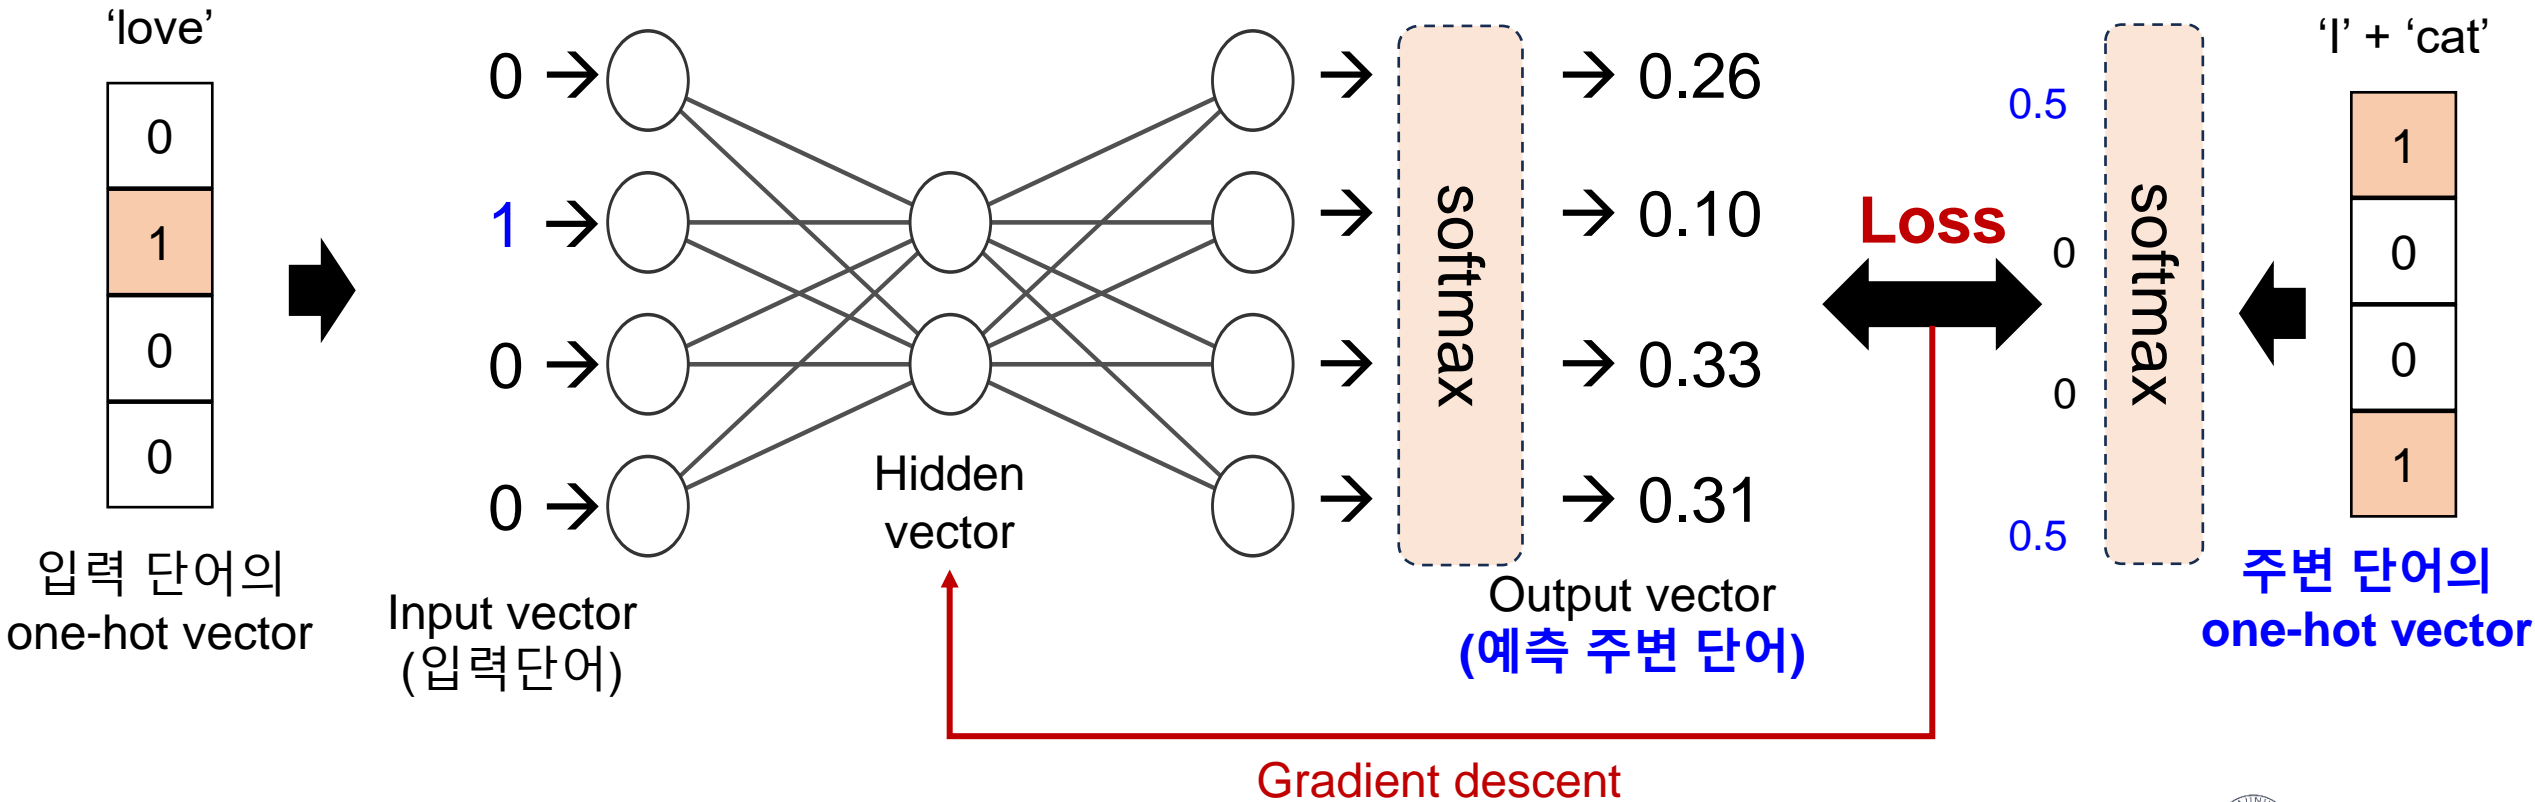 ‘love’
0
1
0
0
입력 단어의
one-hot vector
0 →
1 →
0 →
0 →
Input vector
(입력단어)
Hidden
vector
→
→
→
→
softmax
→ 0.26
→ 0.10
→ 0.33
→ 0.31
Output vector
(예측 주변 단어)
Loss
Gradient descent
0.5
0
0
0.5
softmax
‘I’ + ‘cat’
1
0
0
1
주변 단어의
one-hot vector